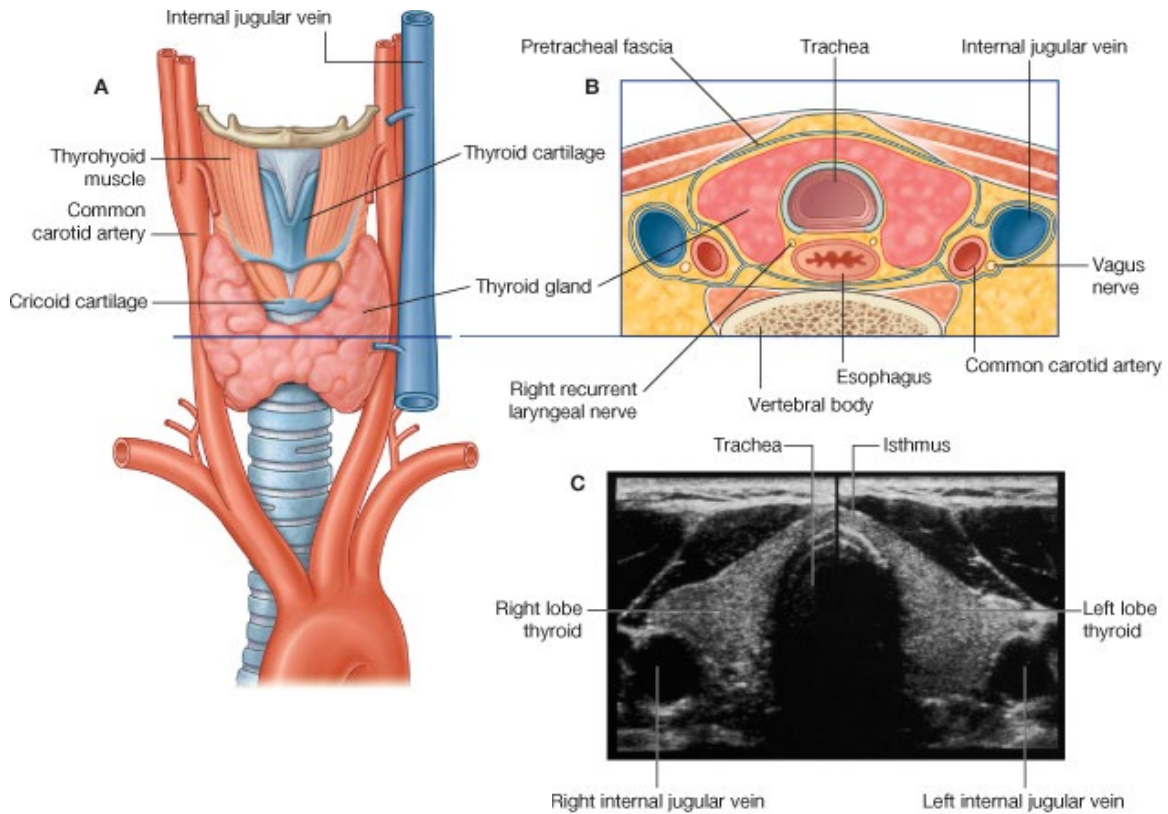 Internal jugular vein
A
Thyrohyoid
muscle
Thyroid cartilage
Common
carotid artery
Cricoid cartilage
Thyroid gland
Pretracheal fascia
Trachea
Internal jugular vein
B
Vagus
nerve
Common carotid artery
Esophagus
Right recurrent
laryngeal nerve
Vertebral body
Trachea
Isthmus
C
Right lobe
thyroid
Left lobe
thyroid
Right internal jugular vein
Left internal jugular vein